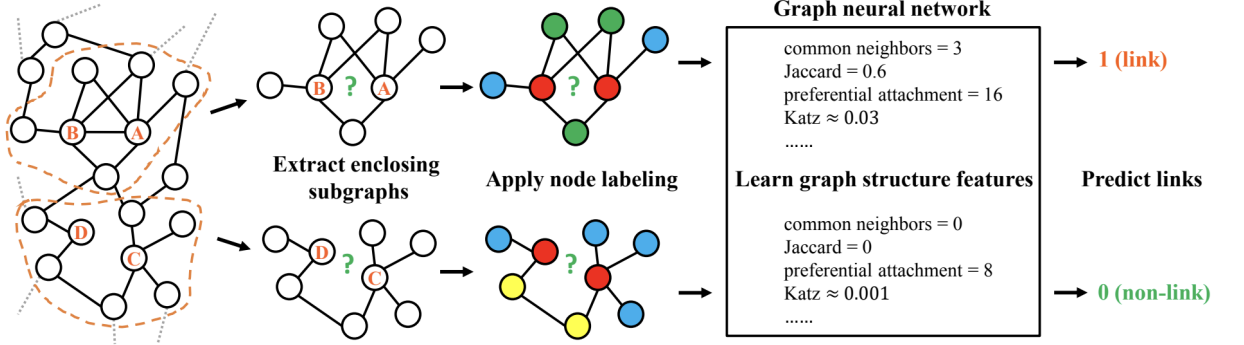 Graph neural network
common neighbors = 3
Jaccard = 0.6
preferential attachment = 16
Katz ≈ 0.03
......
1 (link)
B
A
B ? A
?
Extract enclosing
subgraphs
Apply node labeling
Learn graph structure features
Predict links
D
C
D ? C
?
common neighbors = 0
Jaccard = 0
preferential attachment = 8
Katz ≈ 0.001
......
0 (non-link)